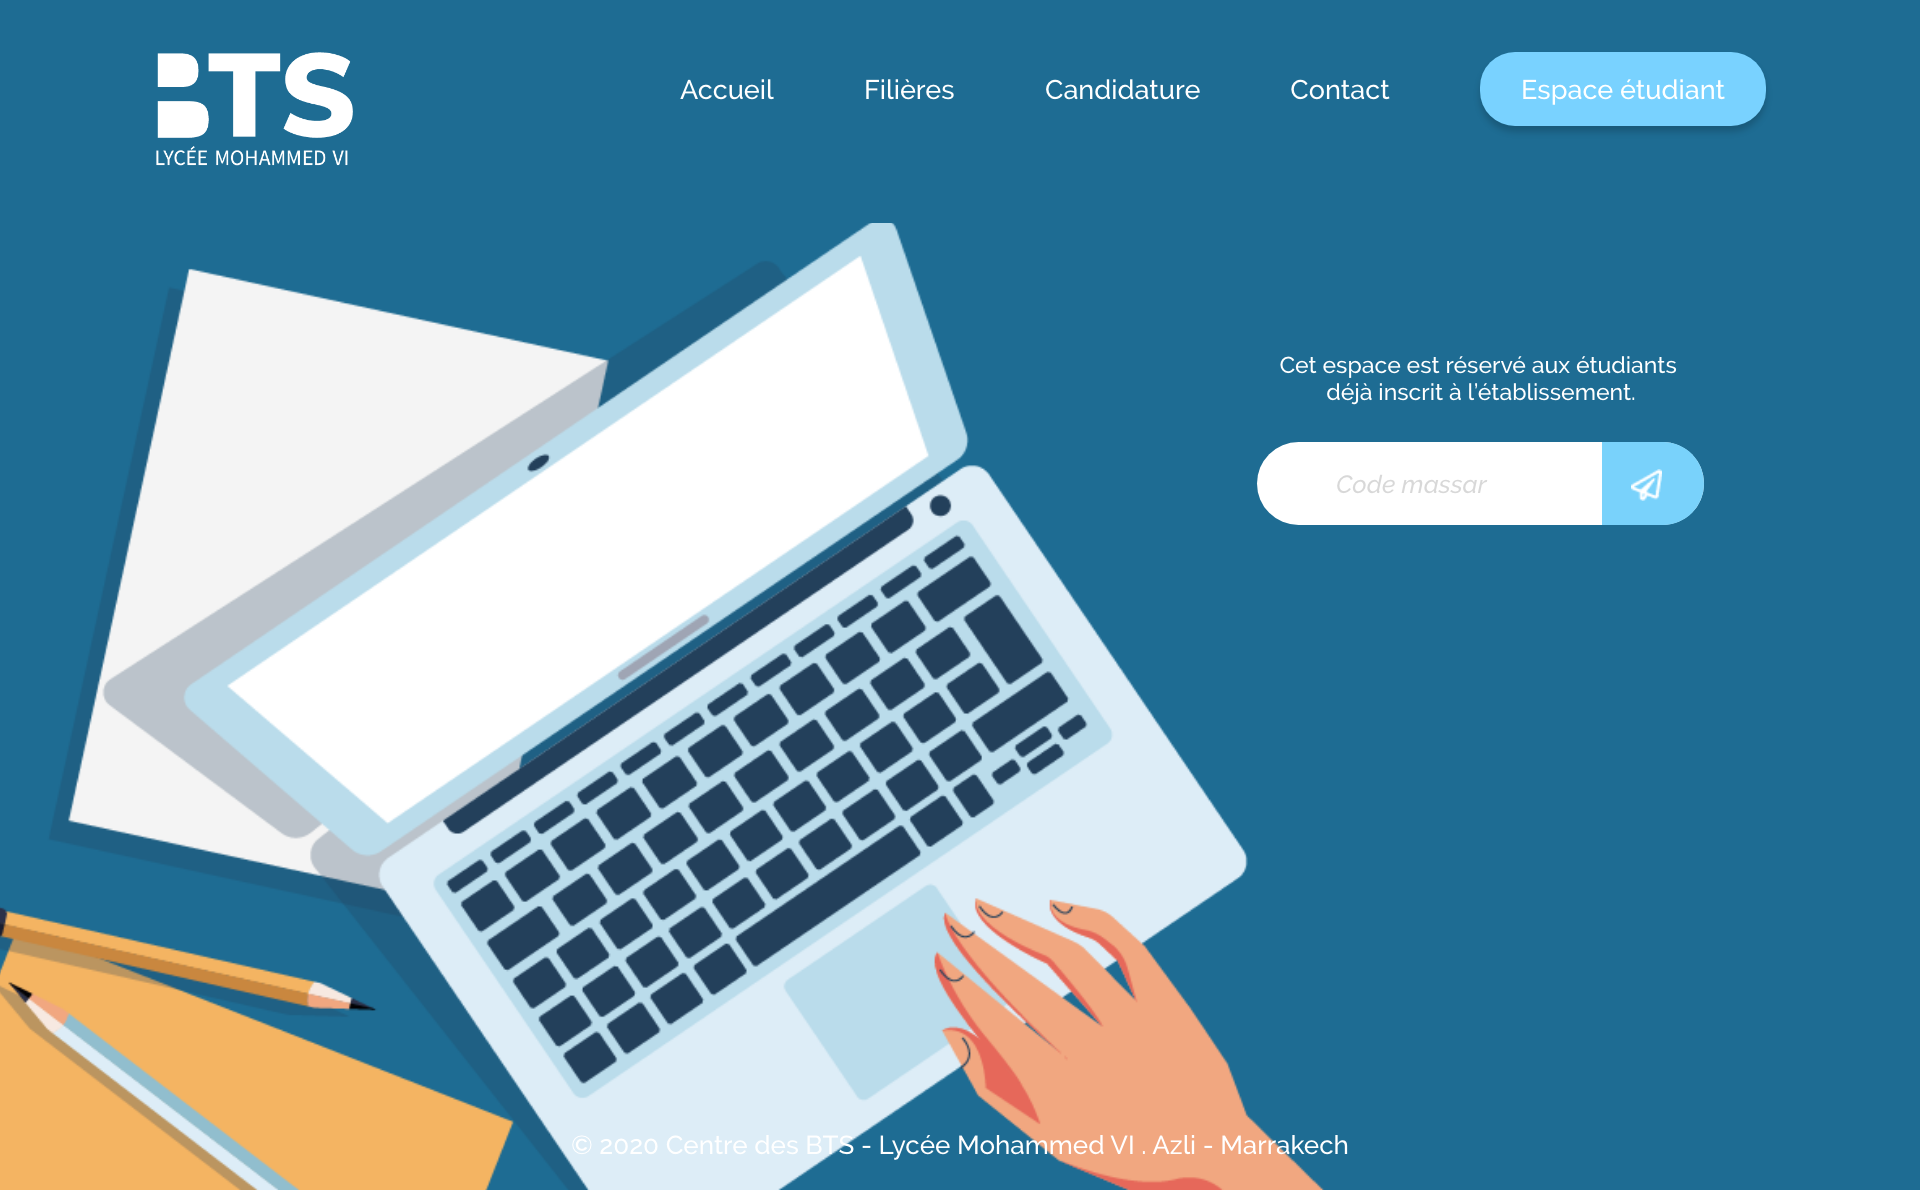 BTS
LYCÉE MOHAMMED VI
Accueil
Filières
Candidature
Contact
Espace étudiant
Cet espace est réservé aux étudiants
déjà inscrit à l'établissement.
Code massar
© 2020 Centre des BTS - Lycée Mohammed VI . Azli - Marrakech